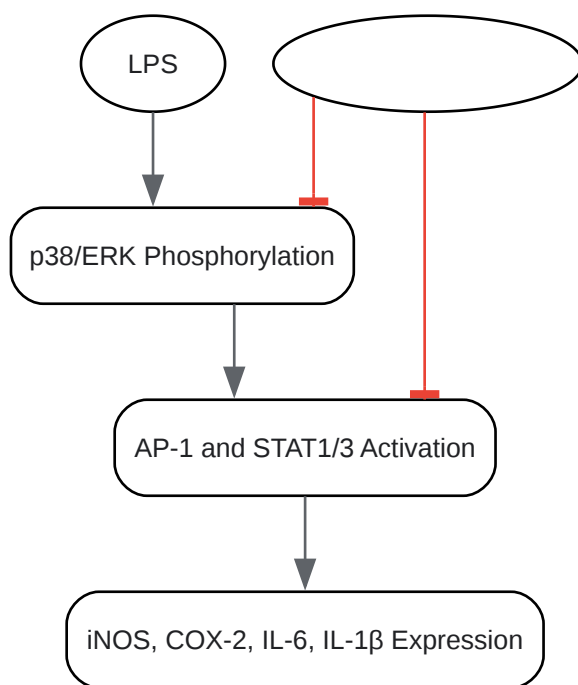 LPS
p38/ERK Phosphorylation
AP-1 and STAT1/3 Activation
iNOS, COX-2, IL-6, IL-1β Expression